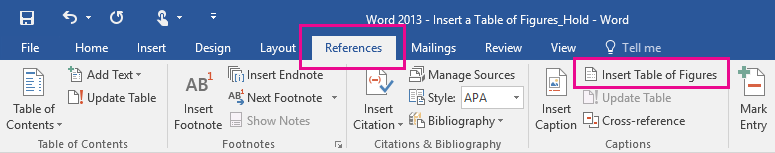 Word 2013 - Insert a Table of Figures_Hold - Word
File Home Insert Design Layout References Mailings Review View Tell me
Table of Contents
Add Text
Update Table
Table of Contents
AB1
Insert Footnote
Insert Endnote
Next Footnote
Show Notes
Footnotes
Insert Citation
Manage Sources
Style: APA
Bibliography
Citations & Bibliography
Insert Caption
Insert Table of Figures
Update Table
Cross-reference
Captions
Mark Entry